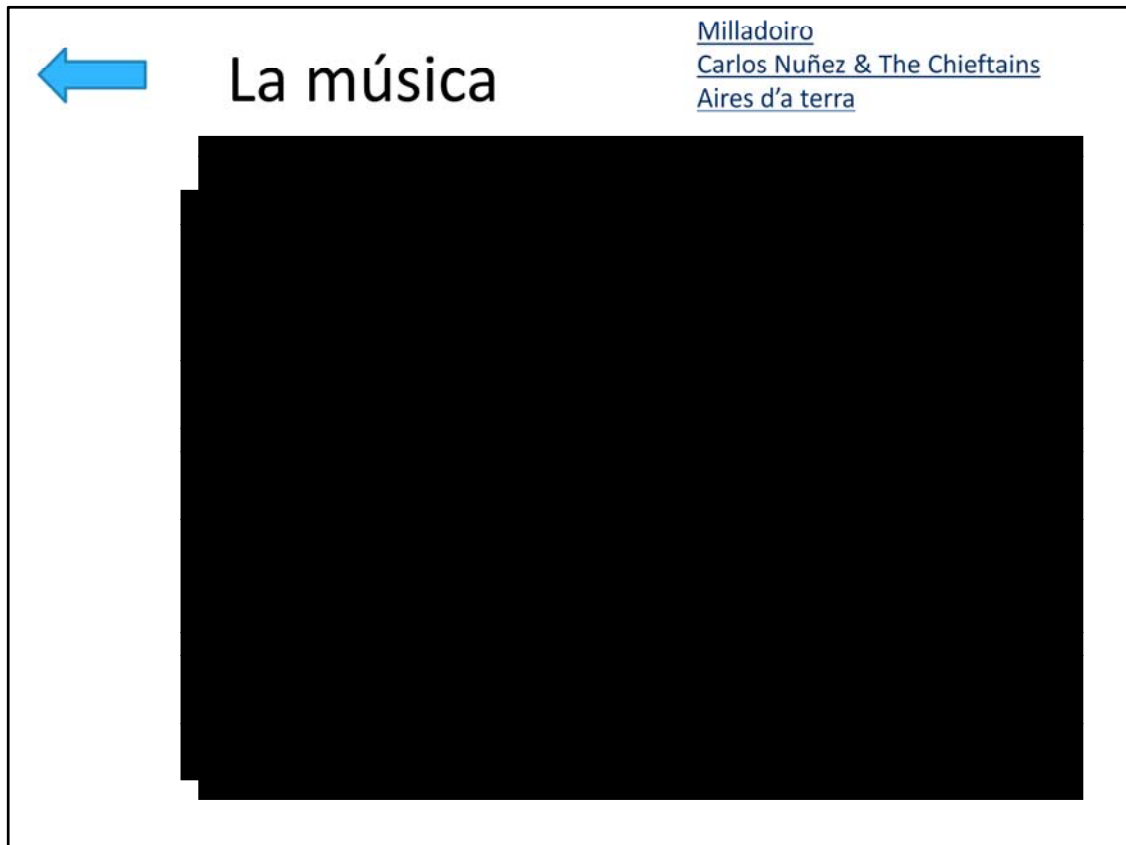 La música
Milladoiro
Carlos Nuñez & The Chieftains
Aires d’a terra